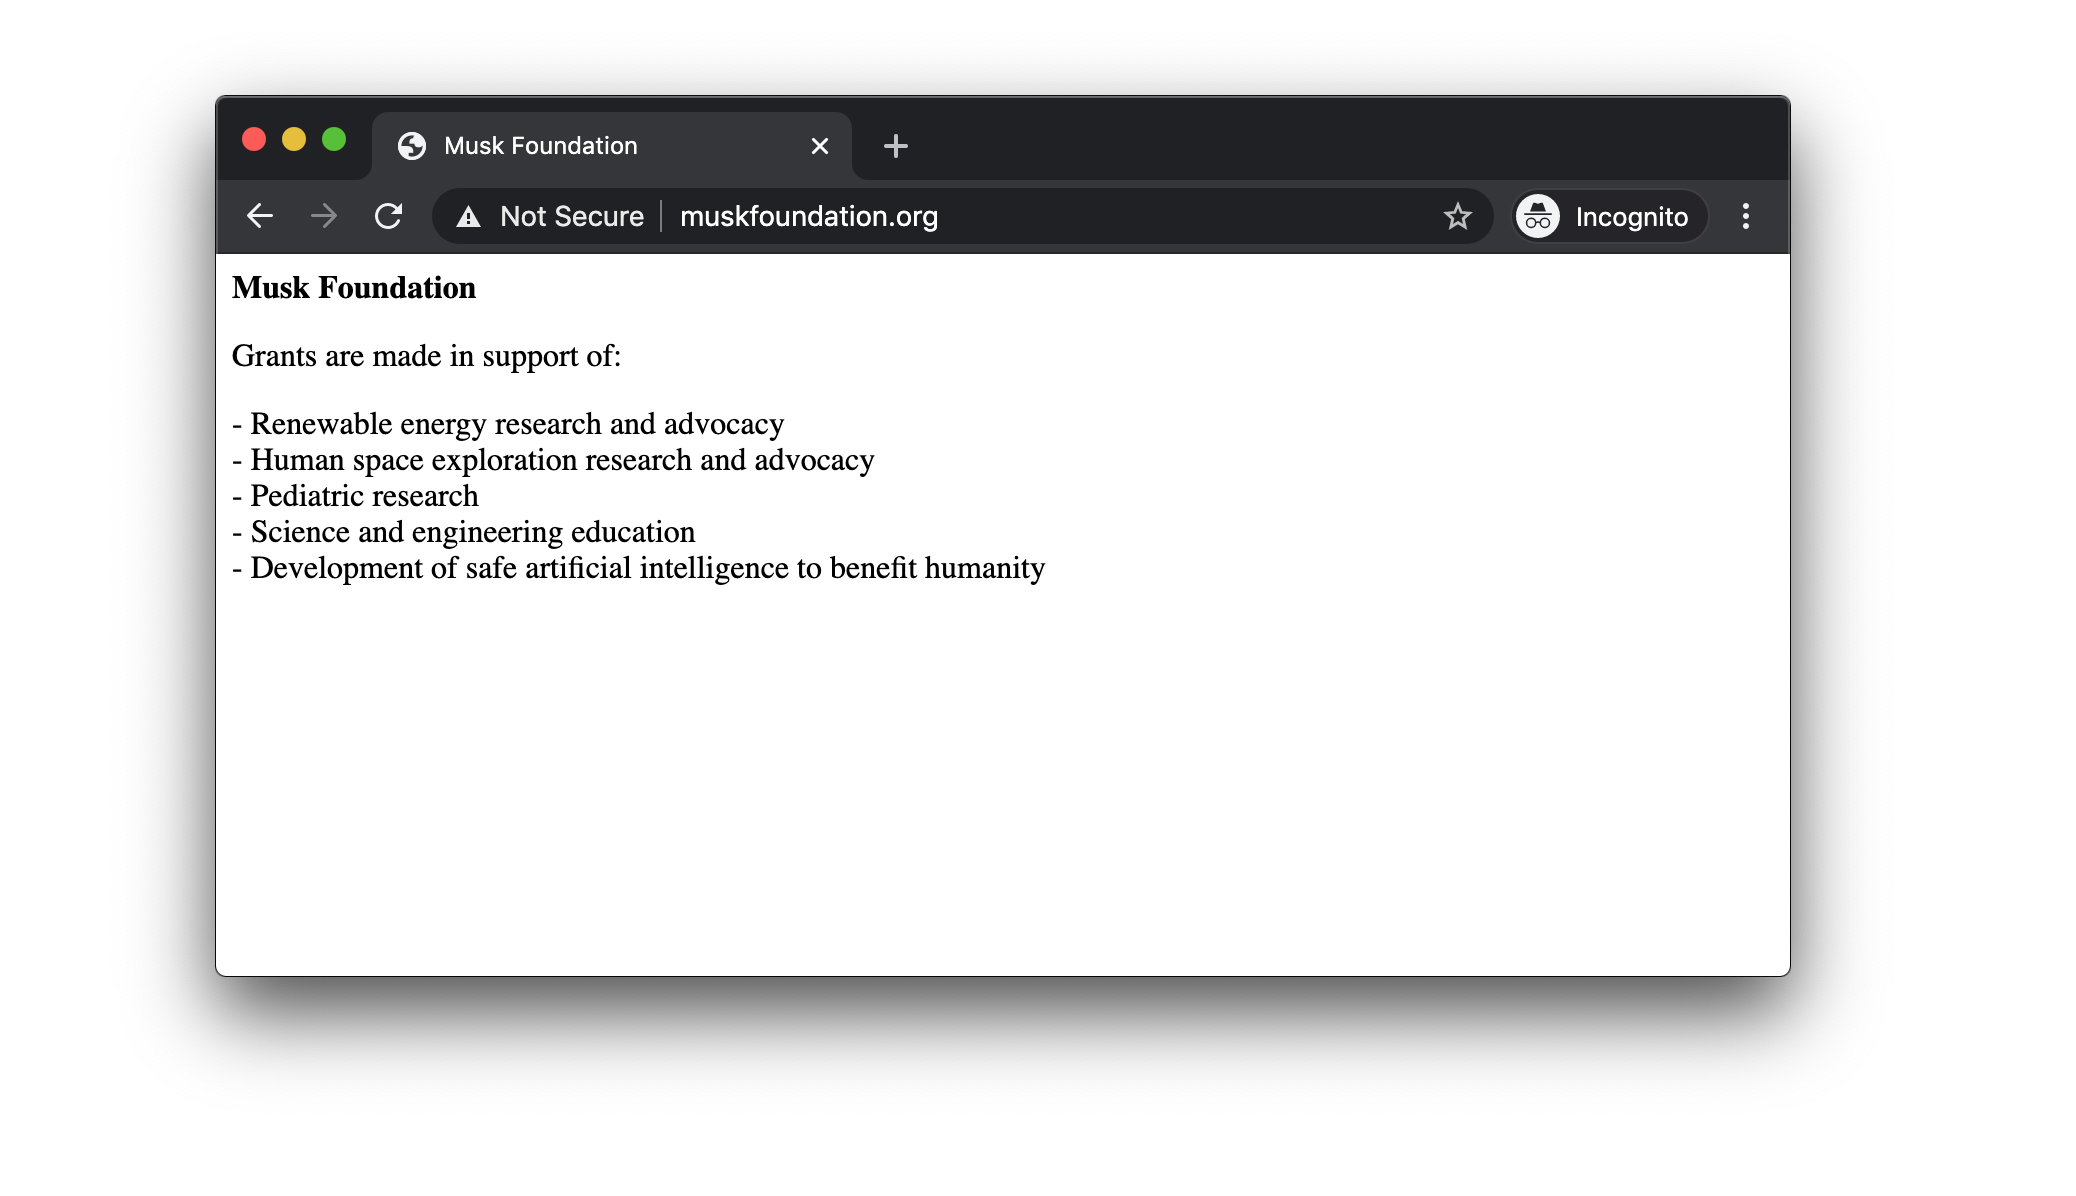 Musk Foundation
Not Secure muskfoundation.org Incognito
Musk Foundation
Grants are made in support of:
- Renewable energy research and advocacy
- Human space exploration research and advocacy
- Pediatric research
- Science and engineering education
- Development of safe artificial intelligence to benefit humanity